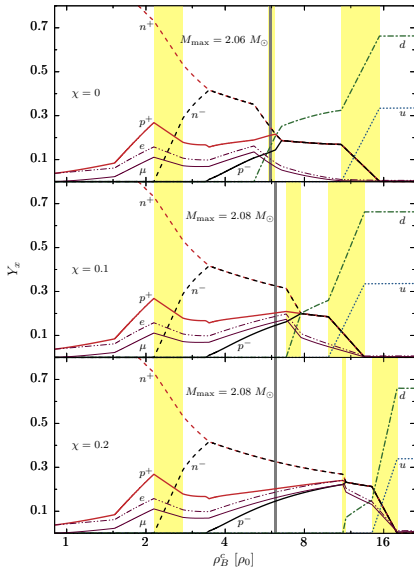 0.7
0.5
0.3
0.1
n⁺
M_max = 2.06 M_⊙
d
χ = 0
p⁺
n⁻
u
e
μ
p⁻
0.7
0.5
0.3
0.1
Y_x
n⁺
M_max = 2.08 M_⊙
d
χ = 0.1
p⁺
n⁻
u
e
μ
p⁻
0.7
0.5
0.3
0.1
n⁺
M_max = 2.08 M_⊙
d
χ = 0.2
p⁺
n⁻
u
e
μ
p⁻
1 2 4 8 16
ρ_B^c [ρ_0]